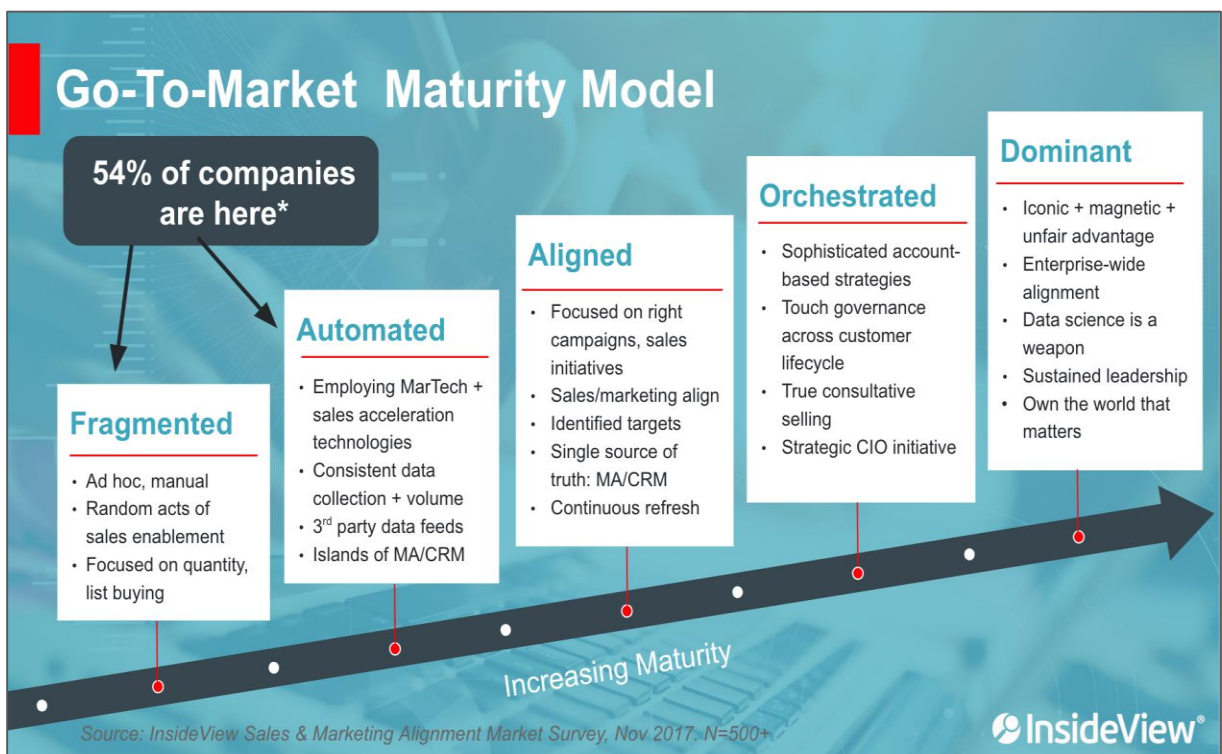 Go-To-Market Maturity Model
54% of companies
are here*
Fragmented
• Ad hoc, manual
• Random acts of
sales enablement
• Focused on quantity,
list buying
Automated
• Employing MarTech +
sales acceleration
technologies
• Consistent data
collection + volume
• 3rd party data feeds
• Islands of MA/CRM
Aligned
• Focused on right
campaigns, sales
initiatives
• Sales/marketing align
• Identified targets
• Single source of
truth: MA/CRM
• Continuous refresh
Orchestrated
• Sophisticated account-
based strategies
• Touch governance
across customer
lifecycle
• True consultative
selling
• Strategic CIO initiative
Dominant
• Iconic + magnetic +
unfair advantage
• Enterprise-wide
alignment
• Data science is a
weapon
• Sustained leadership
• Own the world that
matters
Increasing Maturity
Source: InsideView Sales & Marketing Alignment Market Survey, Nov 2017. N=500+
InsideView®